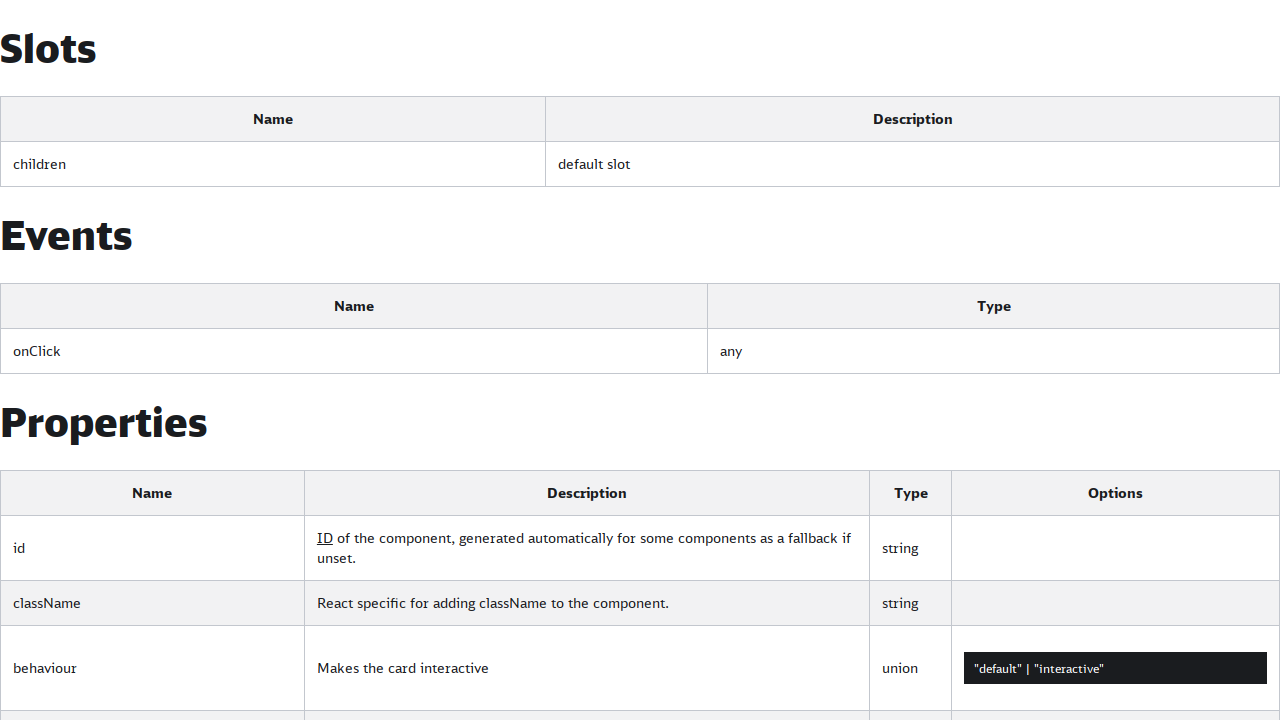 Slots
Name Description
children default slot
Events
Name Type
onClick any
Properties
Name Description Type Options
id ID of the component, generated automatically for some components as a fallback if unset. string
className React specific for adding className to the component. string
behaviour Makes the card interactive union "default" | "interactive"